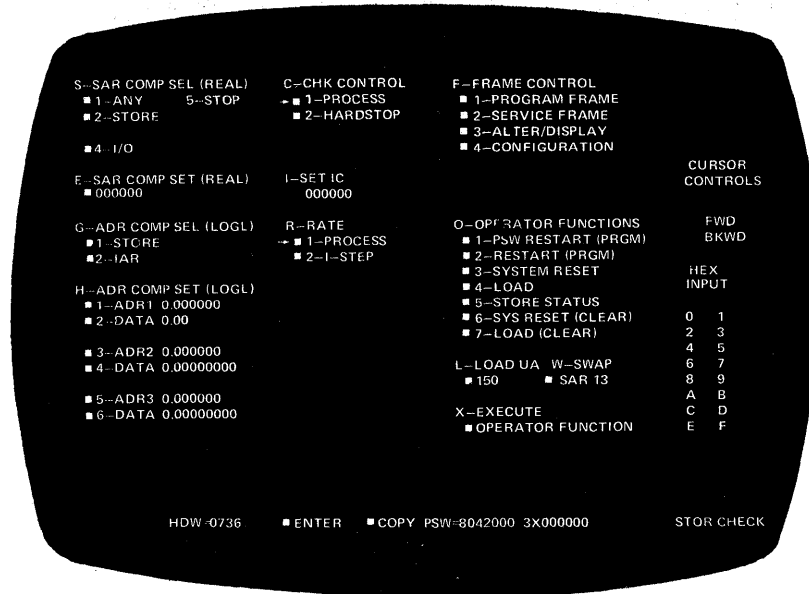 S-SAR COMP SEL (REAL)
1-ANY 5-STOP
2-STORE
4-I/O
E-SAR COMP SET (REAL)
000000
G-ADR COMP SEL (LOGL)
1-STORE
2-IAR
H-ADR COMP SET (LOGL)
1-ADR1 0.000000
2-DATA 0.00
3-ADR2 0.000000
4-DATA 0.00000000
5-ADR3 0.000000
6-DATA 0.00000000
C-CHK CONTROL
1-PROCESS
2-HARDSTOP
I-SET IC
000000
R-RATE
1-PROCESS
2-I-STEP
F-FRAME CONTROL
1-PROGRAM FRAME
2-SERVICE FRAME
3-ALTER/DISPLAY
4-CONFIGURATION
O-OPERATOR FUNCTIONS
1-PSW RESTART (PRGM)
2-RESTART (PRGM)
3-SYSTEM RESET
4-LOAD
5-STORE STATUS
6-SYS RESET (CLEAR)
7-LOAD (CLEAR)
L-LOAD UA W-SWAP
150 SAR 13
X-EXECUTE
OPERATOR FUNCTION
CURSOR
CONTROLS
FWD
BKWD
HEX
INPUT
0 1
2 3
4 5
6 7
8 9
A B
C D
E F
HDW=0736 ENTER COPY PSW=8042000 3X000000 STOR CHECK